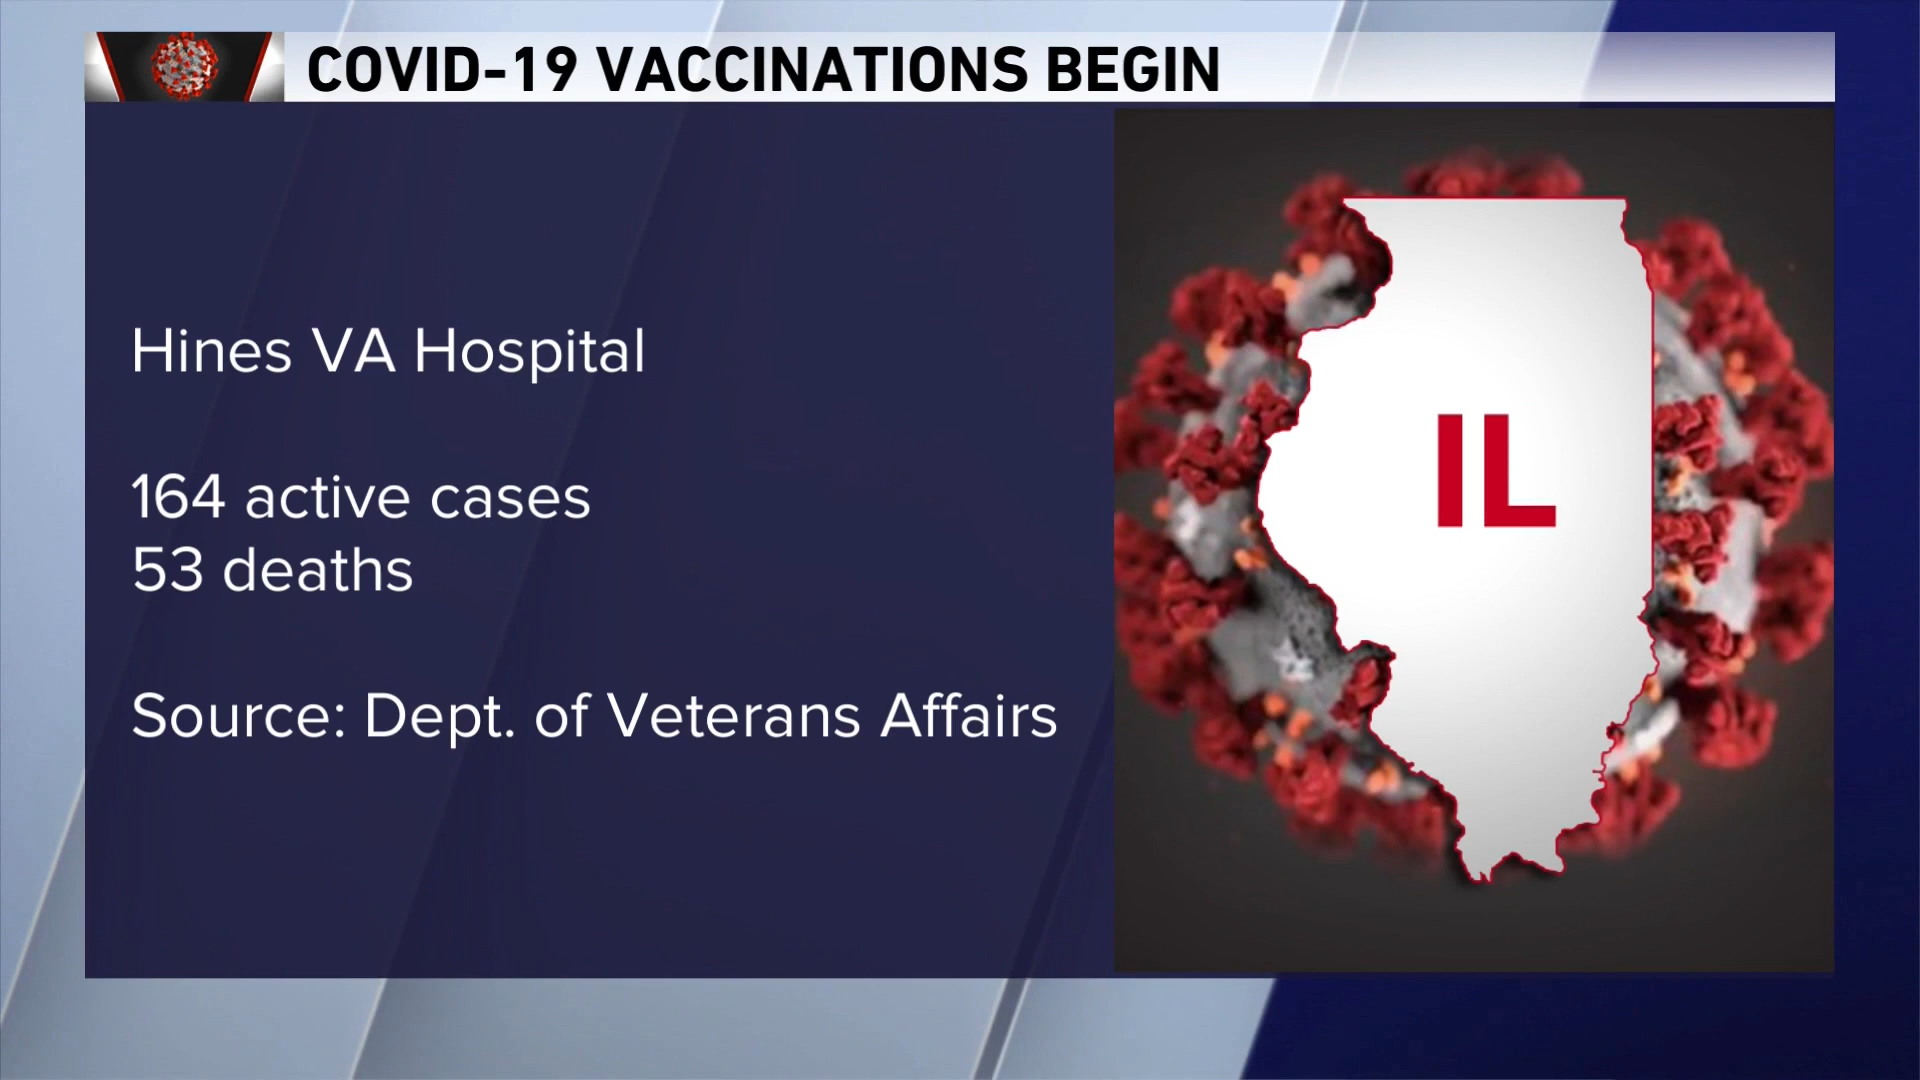 COVID-19 VACCINATIONS BEGIN
Hines VA Hospital
164 active cases
53 deaths
Source: Dept. of Veterans Affairs
IL